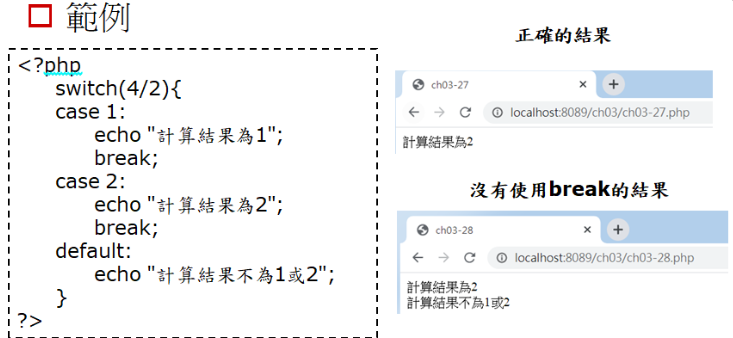 範例
<?php
switch(4/2){
case 1:
echo "計算結果為1";
break;
case 2:
echo "計算結果為2";
break;
default:
echo "計算結果不為1或2";
}
?>
正確的結果
ch03-27
localhost:8089/ch03/ch03-27.php
計算結果為2
沒有使用break的結果
ch03-28
localhost:8089/ch03/ch03-28.php
計算結果為2
計算結果不為1或2